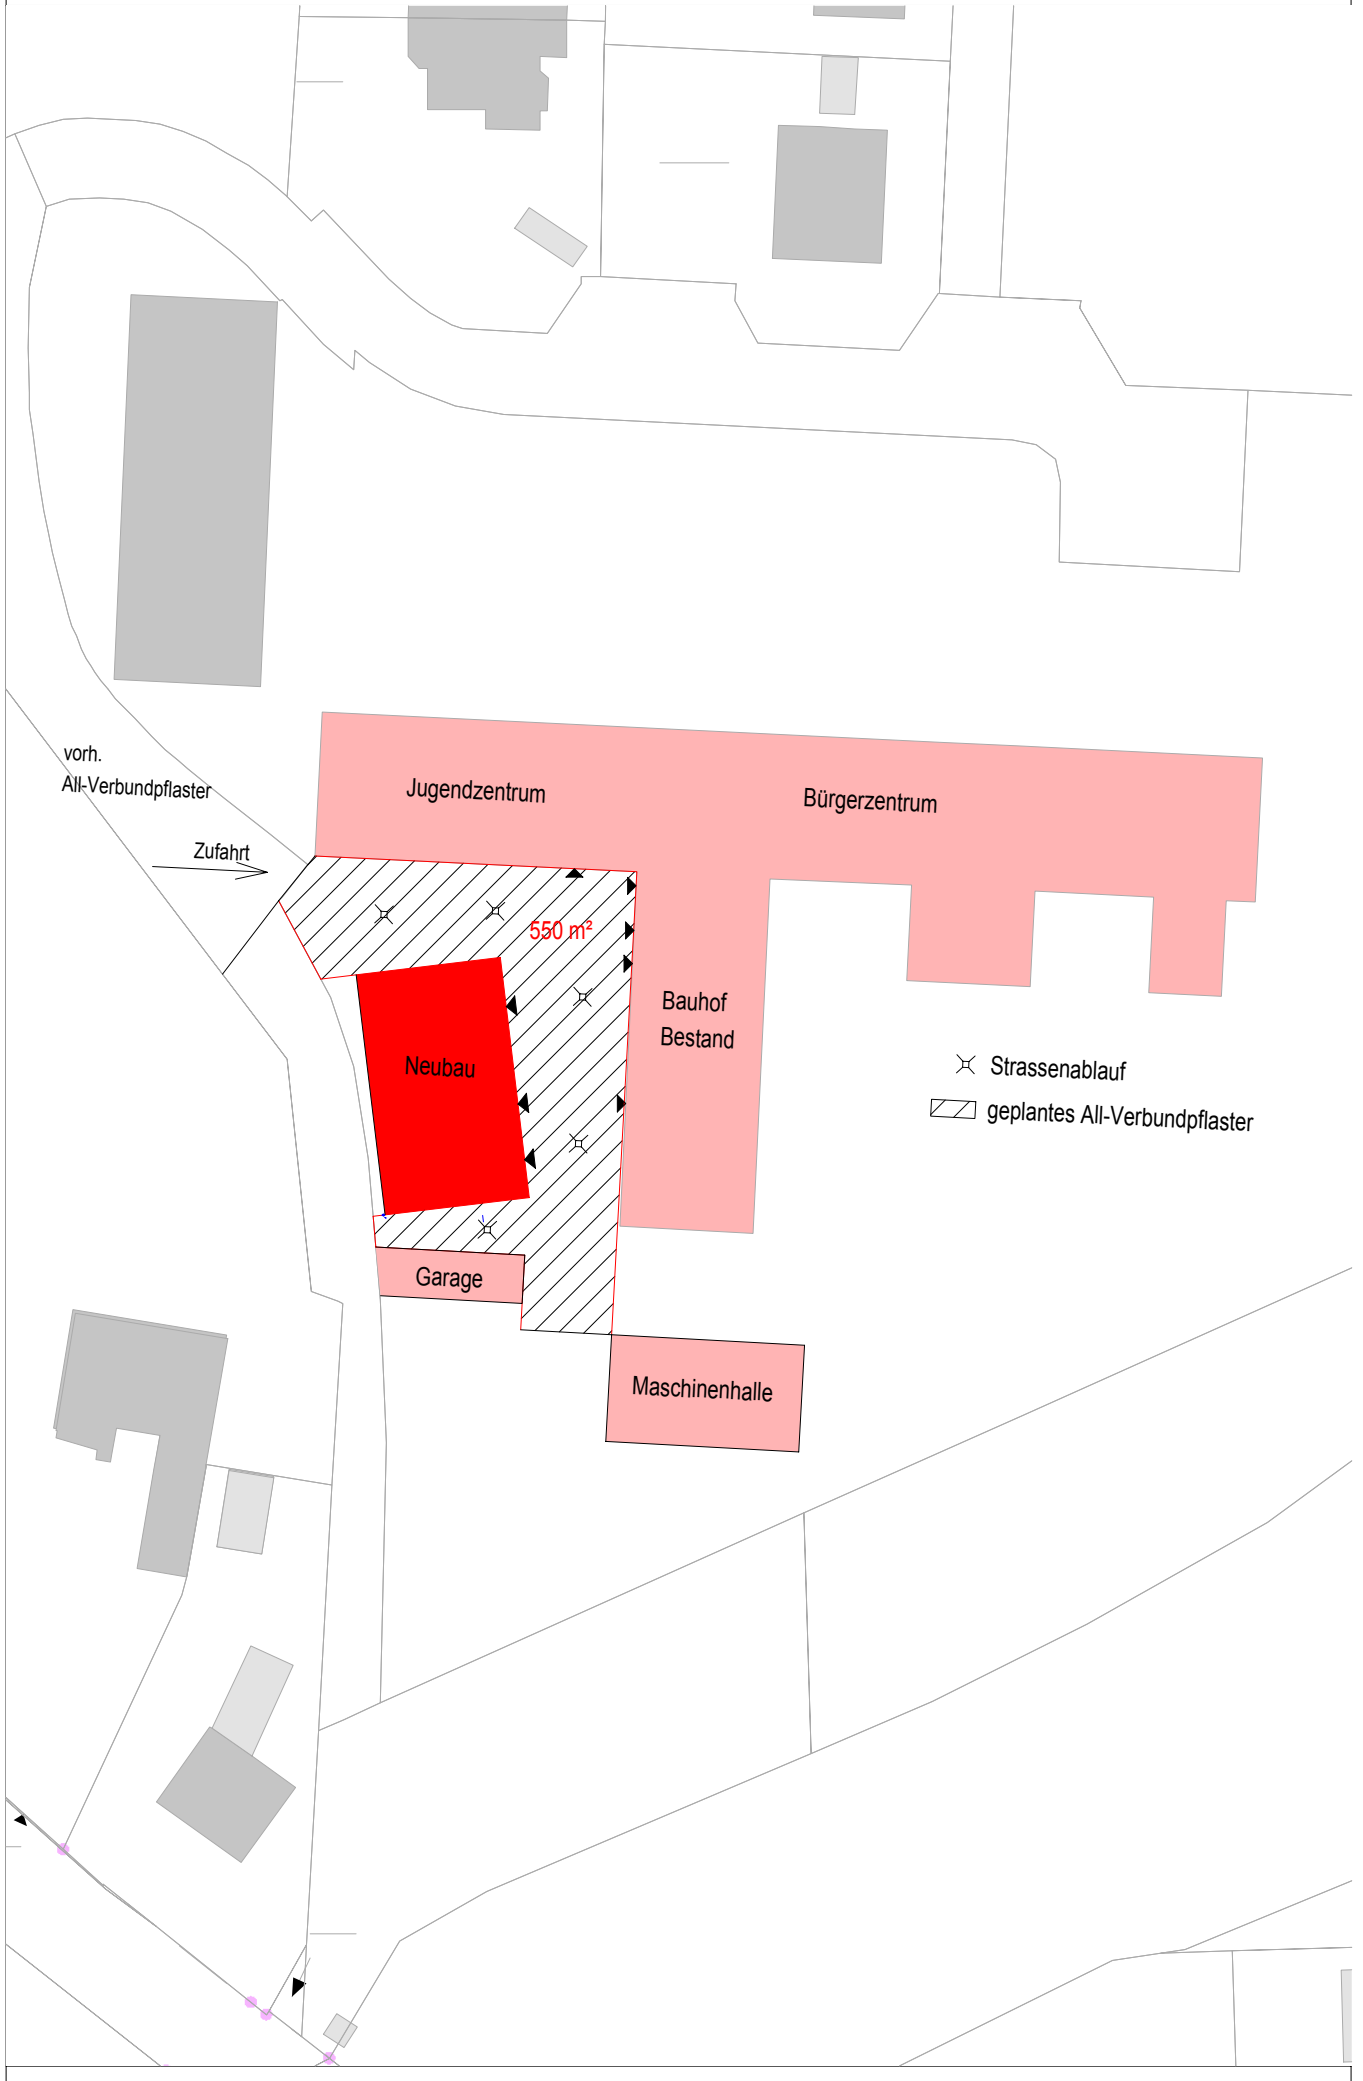 vorh.
All-Verbundpflaster
Jugendzentrum
Bürgerzentrum
Zufahrt
550 m²
Bauhof
Bestand
Neubau
Strassenablauf
geplantes All-Verbundpflaster
Garage
Maschinenhalle